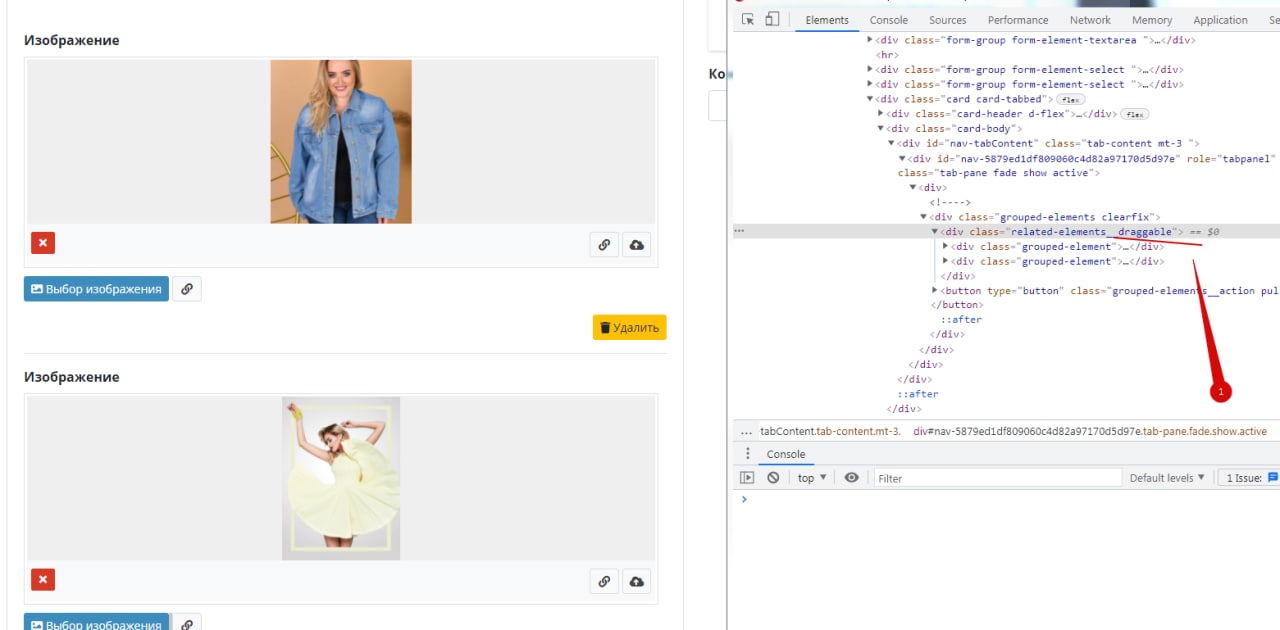 Изображение
Выбор изображения
Удалить
Изображение
Выбор изображения
Ко
Elements Console Sources Performance Network Memory Application Se
▶<div class="form-group form-element-textarea ">…</div>
<hr>
▶<div class="form-group form-element-select ">…</div>
▶<div class="form-group form-element-select ">…</div>
▼<div class="card card-tabbed"> flex
▶<div class="card-header d-flex">…</div> flex
▼<div class="card-body">
▼<div id="nav-tabContent" class="tab-content mt-3 ">
▼<div id="nav-5879ed1df809060c4d82a97170d5d97e" role="tabpanel"
class="tab-pane fade show active">
▼<div>
<!---->
▼<div class="grouped-elements clearfix">
… ▼<div class="related-elements__draggable"> == $0
▶<div class="grouped-element">…</div>
▶<div class="grouped-element">…</div>
</div>
▶<button type="button" class="grouped-elements__action pul
</button>
::after
</div>
</div>
</div>
</div>
::after
</div>
1
… tabContent.tab-content.mt-3. div#nav-5879ed1df809060c4d82a97170d5d97e.tab-pane.fade.show.active
Console
top ▼ Filter Default levels ▼ 1 Issue: